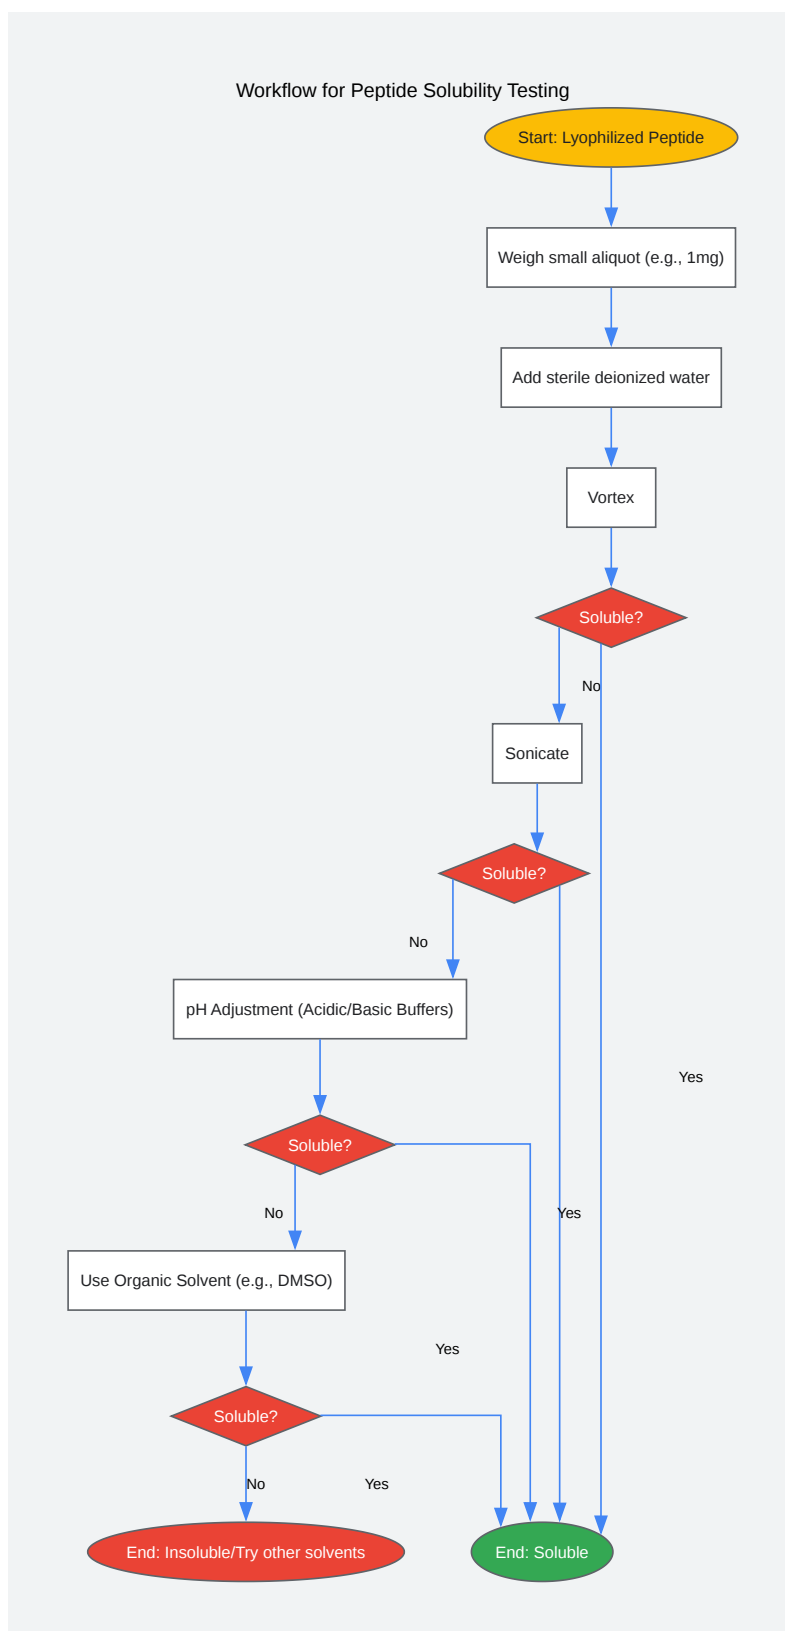 Workflow for Peptide Solubility Testing
Start: Lyophilized Peptide
Weigh small aliquot (e.g., 1mg)
Add sterile deionized water
Vortex
Soluble?
No
Sonicate
Soluble?
No
pH Adjustment (Acidic/Basic Buffers)
Yes
Soluble?
No
Yes
Use Organic Solvent (e.g., DMSO)
Yes
Soluble?
No
Yes
End: Insoluble/Try other solvents
End: Soluble